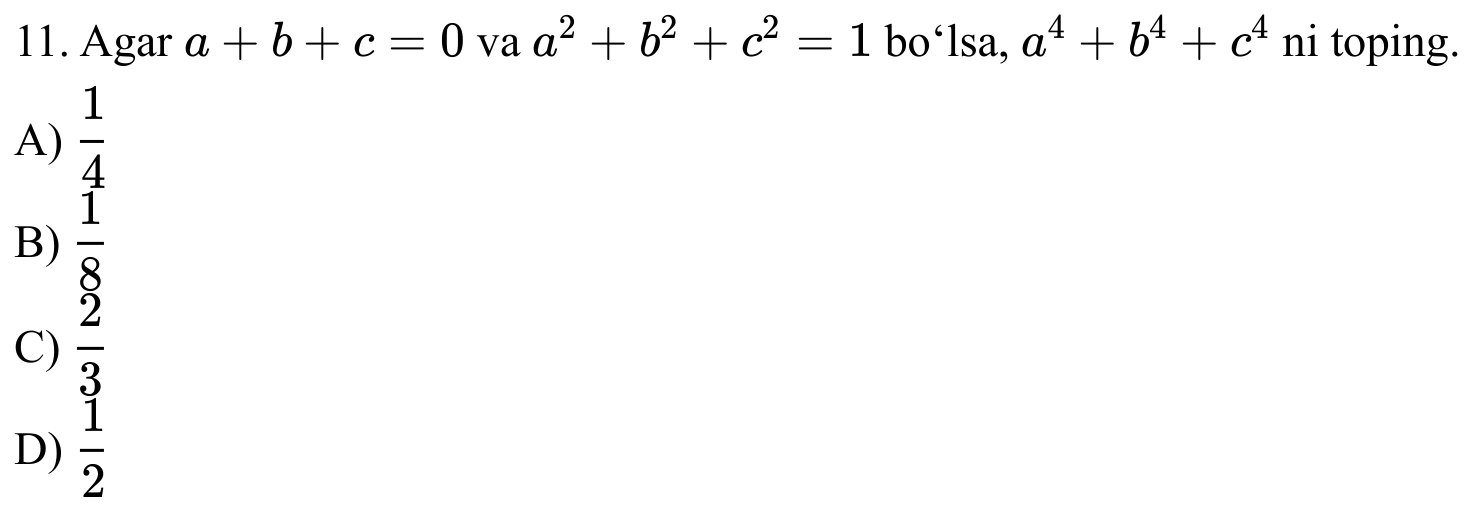 11. Agar a + b + c = 0 va a² + b² + c² = 1 bo‘lsa, a⁴ + b⁴ + c⁴ ni toping.
A) 1/4
B) 1/8
C) 2/3
D) 1/2